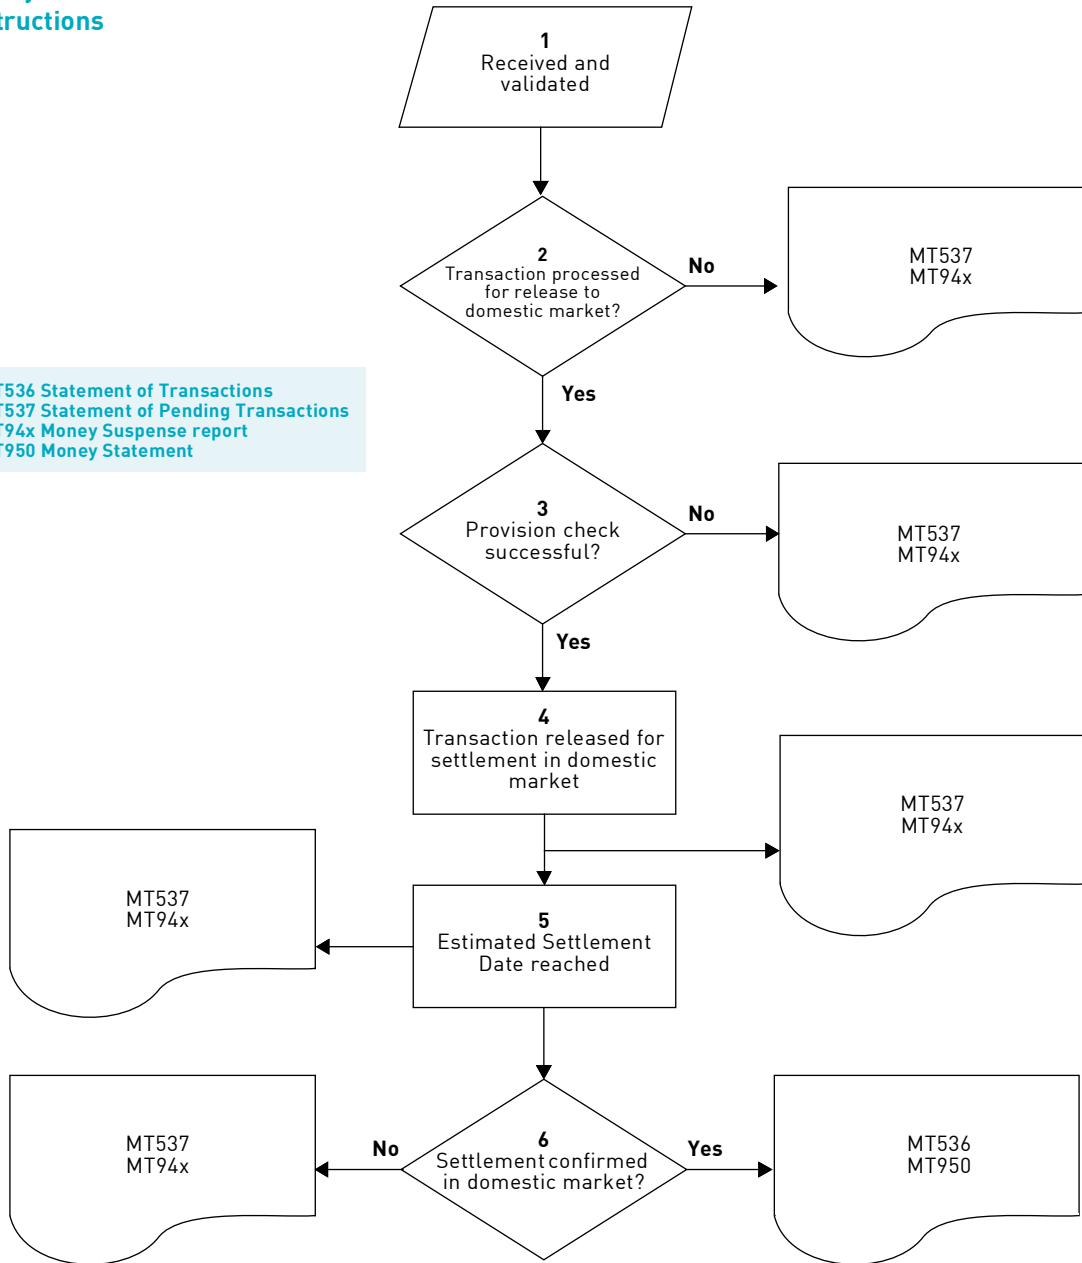 tructions
1
Received and
validated
2
Transaction processed
for release to
domestic market?
No
MT537
MT94x
Yes
T536 Statement of Transactions
T537 Statement of Pending Transactions
T94x Money Suspense report
T950 Money Statement
3
Provision check
successful?
No
MT537
MT94x
Yes
4
Transaction released for
settlement in domestic
market
MT537
MT94x
MT537
MT94x
5
Estimated Settlement
Date reached
MT537
MT94x
No
6
Settlement confirmed
in domestic market?
Yes
MT536
MT950